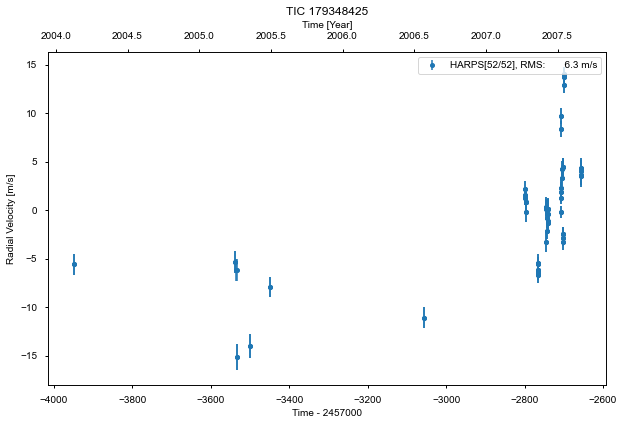 TIC 179348425
Time [Year]
2004.0 2004.5 2005.0 2005.5 2006.0 2006.5 2007.0 2007.5
HARPS[52/52], RMS: 6.3 m/s
15
10
5
0
−5
−10
−15
Radial Velocity [m/s]
−4000 −3800 −3600 −3400 −3200 −3000 −2800 −2600
Time - 2457000